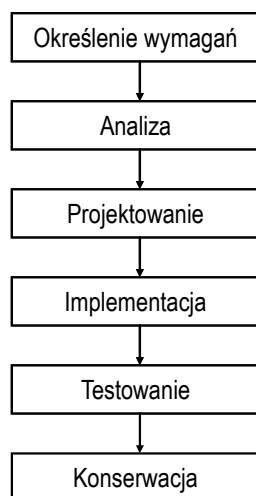 Określenie wymagań
Analiza
Projektowanie
Implementacja
Testowanie
Konserwacja